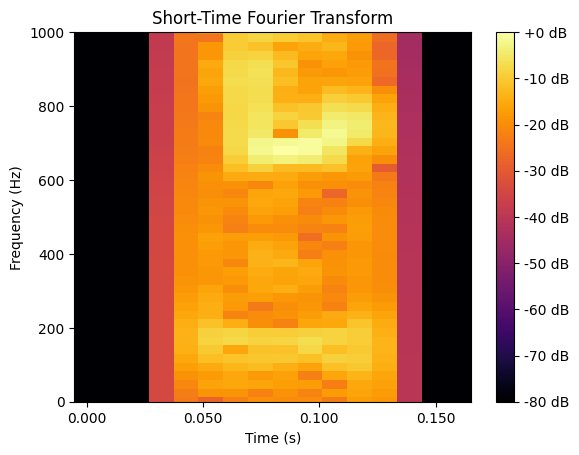 Short-Time Fourier Transform
1000
800
600
400
200
0
Frequency (Hz)
0.000
0.050
0.100
0.150
Time (s)
+0 dB
-10 dB
-20 dB
-30 dB
-40 dB
-50 dB
-60 dB
-70 dB
-80 dB